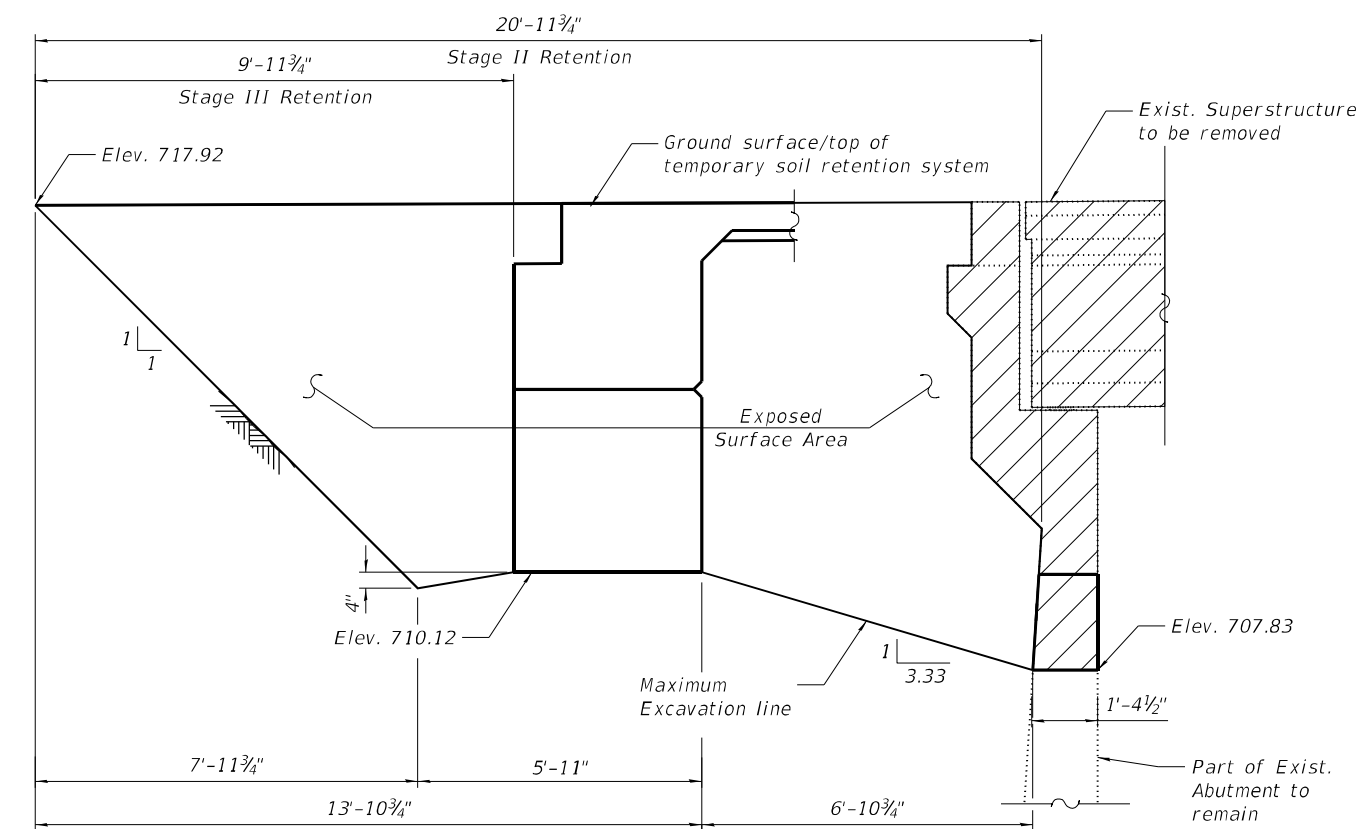 20'-11¾"
Stage II Retention
9'-11¾"
Stage III Retention
Exist. Superstructure
to be removed
Elev. 717.92
Ground surface/top of
temporary soil retention system
1
1
Exposed
Surface Area
4"
Elev. 710.12
Elev. 707.83
1
3.33
Maximum
Excavation line
1'-4½"
7'-11¾"
5'-11"
Part of Exist.
Abutment to
remain
13'-10¾"
6'-10¾"